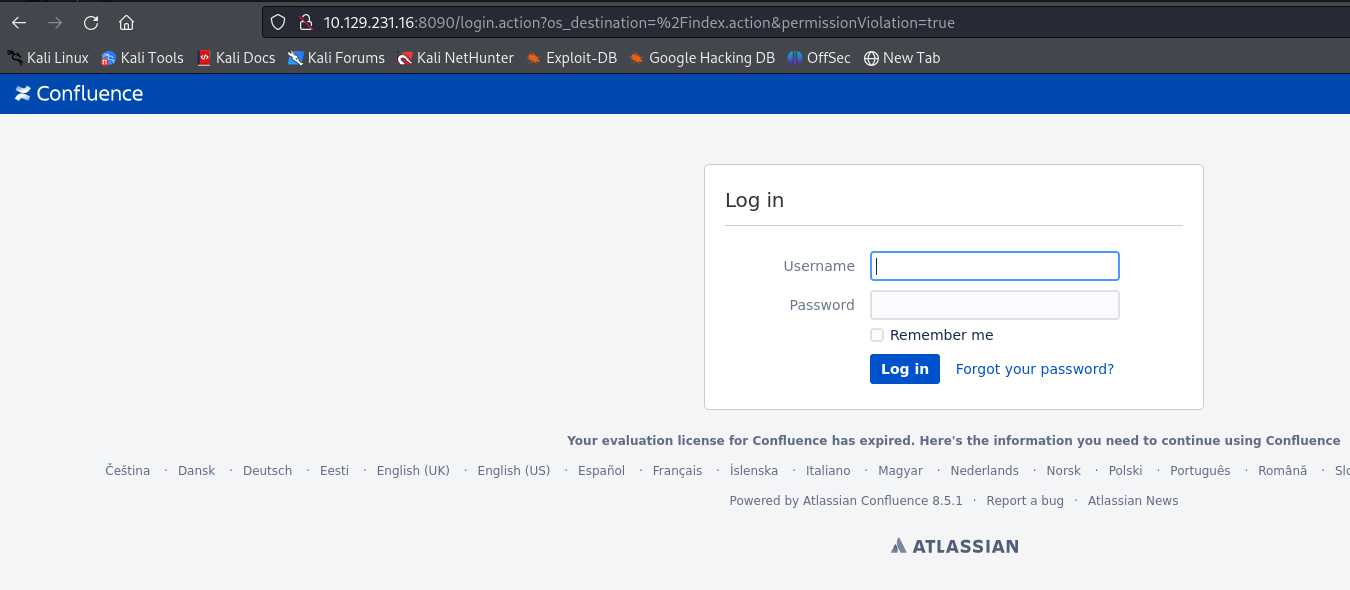 10.129.231.16:8090/login.action?os_destination=%2Findex.action&permissionViolation=true
Kali Linux Kali Tools Kali Docs Kali Forums Kali NetHunter Exploit-DB Google Hacking DB OffSec New Tab
Confluence
Log in
Username
Password
Remember me
Log in Forgot your password?
Your evaluation license for Confluence has expired. Here's the information you need to continue using Confluence
Čeština · Dansk · Deutsch · Eesti · English (UK) · English (US) · Español · Français · Íslenska · Italiano · Magyar · Nederlands · Norsk · Polski · Português · Română ·
Powered by Atlassian Confluence 8.5.1 · Report a bug · Atlassian News
ATLASSIAN